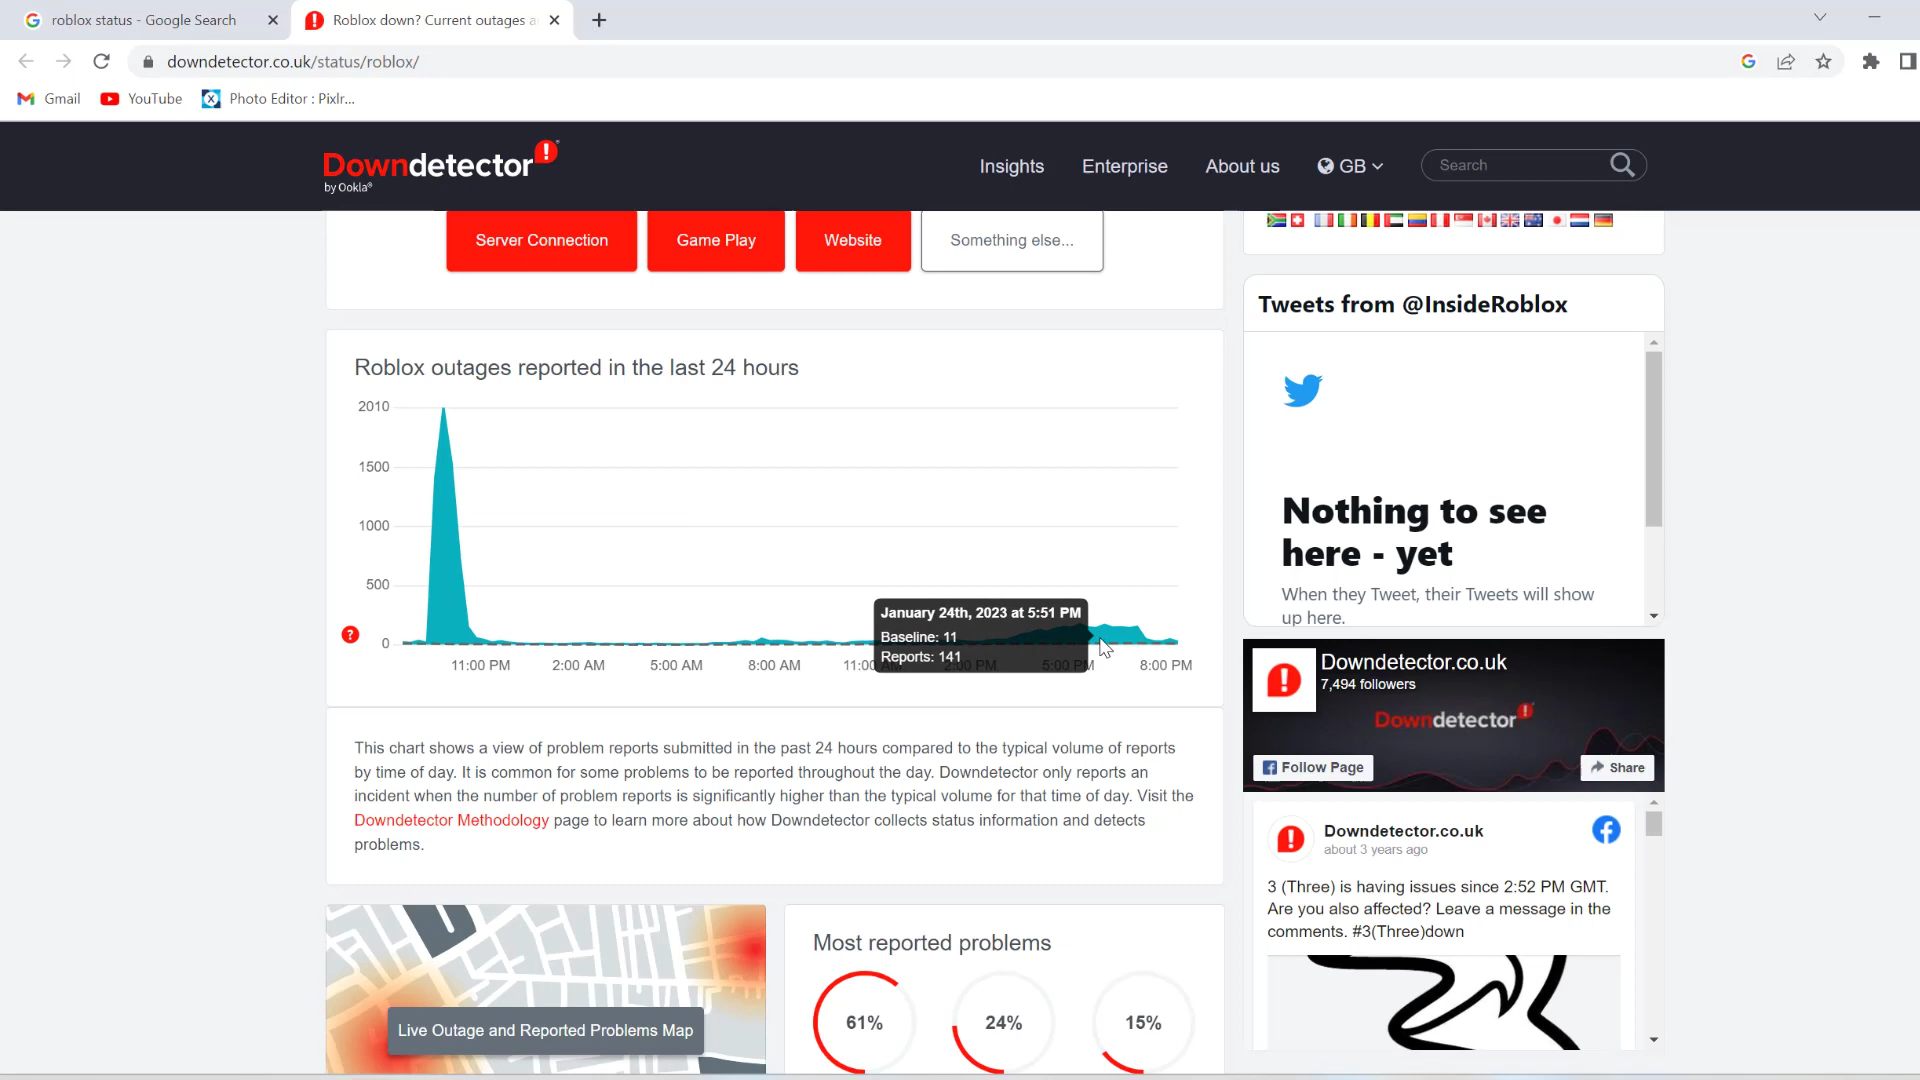 roblox status - Google Search
Roblox down? Current outages a
downdetector.co.uk/status/roblox/
Gmail
YouTube
Photo Editor : Pixlr...
Downdetector!
by Ookla®
Insights
Enterprise
About us
GB
Search
Server Connection
Game Play
Website
Something else...
Roblox outages reported in the last 24 hours
2010
1500
1000
500
0
?
January 24th, 2023 at 5:51 PM
Baseline: 11
Reports: 141
11:00 PM
2:00 AM
5:00 AM
8:00 AM
11:00 AM
2:00 PM
5:00 PM
8:00 PM
This chart shows a view of problem reports submitted in the past 24 hours compared to the typical volume of reports
by time of day. It is common for some problems to be reported throughout the day. Downdetector only reports an
incident when the number of problem reports is significantly higher than the typical volume for that time of day. Visit the
Downdetector Methodology page to learn more about how Downdetector collects status information and detects
problems.
Live Outage and Reported Problems Map
Most reported problems
61%
24%
15%
Tweets from @InsideRoblox
Nothing to see
here - yet
When they Tweet, their Tweets will show
up here.
Downdetector.co.uk
7,494 followers
Downdetector!
Follow Page
Share
Downdetector.co.uk
about 3 years ago
3 (Three) is having issues since 2:52 PM GMT.
Are you also affected? Leave a message in the
comments. #3(Three)down